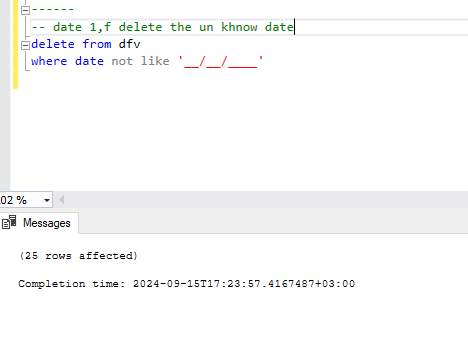 ------
-- date 1,f delete the un khnow date
delete from dfv
where date not like '__/__/____'
102 %
Messages
(25 rows affected)
Completion time: 2024-09-15T17:23:57.4167487+03:00